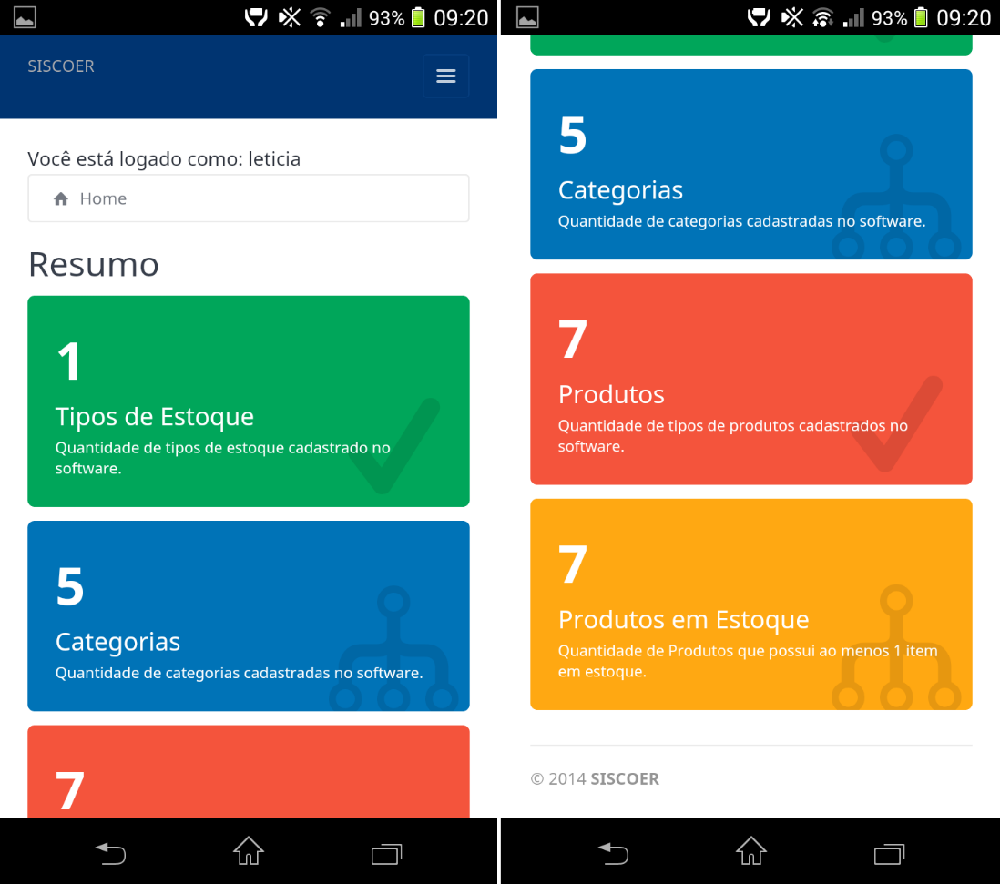 93% 09:20
SISCOER
Você está logado como: leticia
Home
Resumo
1
Tipos de Estoque
Quantidade de tipos de estoque cadastrado no
software.
5
Categorias
Quantidade de categorias cadastradas no software.
7
93% 09:20
5
Categorias
Quantidade de categorias cadastradas no software.
7
Produtos
Quantidade de tipos de produtos cadastrados no
software.
7
Produtos em Estoque
Quantidade de Produtos que possui ao menos 1 item
em estoque.
© 2014 SISCOER